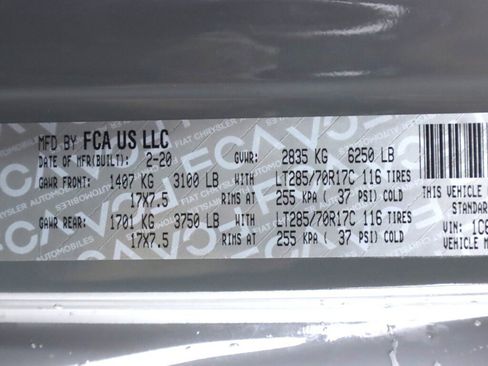 MFD BY FCA US LLC
DATE OF MFR(BUILT): 2-20 GVWR: 2835 KG 6250 LB
GAWR FRONT: 1407 KG 3100 LB WITH LT285/70R17C 116 TIRES
17X7.5 RIMS AT 255 KPA ( 37 PSI) COLD
GAWR REAR: 1701 KG 3750 LB WITH LT285/70R17C 116 TIRES
17X7.5 RIMS AT 255 KPA ( 37 PSI) COLD
THIS VEHICLE
STANDAR
VIN: 1C6
VEHICLE M